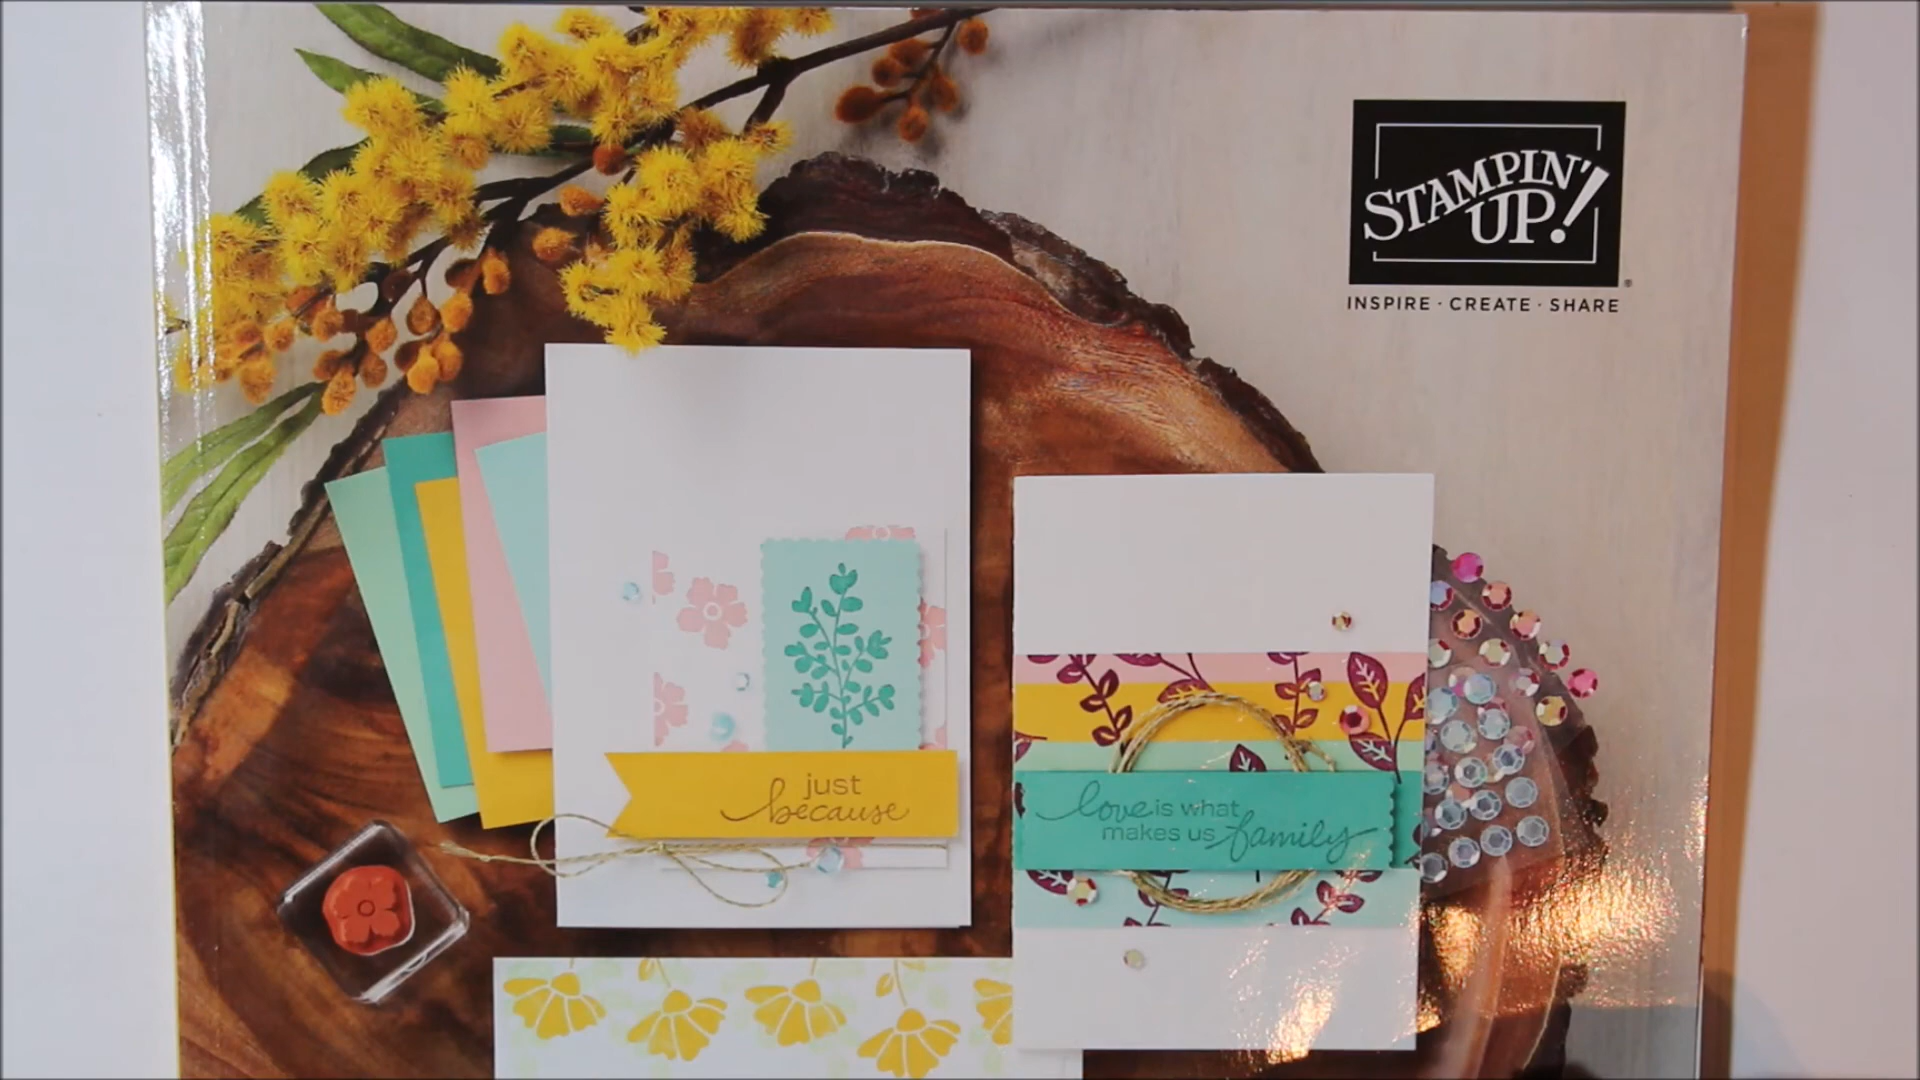 STAMPIN'
UP!
INSPIRE · CREATE · SHARE
just
because
love is what
makes us family